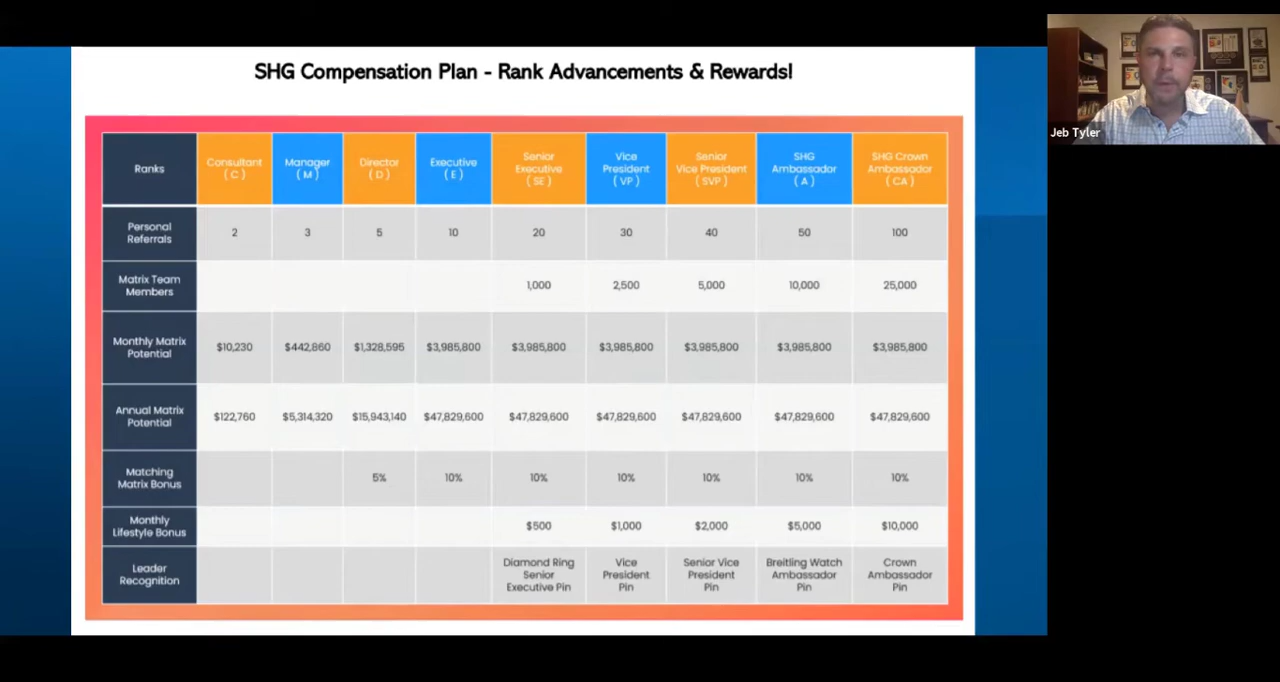 SHG Compensation Plan - Rank Advancements & Rewards!
Jeb Tyler
Ranks
Consultant
( C )
Manager
( M )
Director
( D )
Executive
( E )
Senior
Executive
( SE )
Vice
President
( VP )
Senior
Vice President
( SVP )
SHG
Ambassador
( A )
SHG Crown
Ambassador
( CA )
Personal
Referrals
2 3 5 10 20 30 40 50 100
Matrix Team
Members
1,000 2,500 5,000 10,000 25,000
Monthly Matrix
Potential
$10,230 $442,860 $1,328,595 $3,985,800 $3,985,800 $3,985,800 $3,985,800 $3,985,800 $3,985,800
Annual Matrix
Potential
$122,760 $5,314,320 $15,943,140 $47,829,600 $47,829,600 $47,829,600 $47,829,600 $47,829,600 $47,829,600
Matching
Matrix Bonus
5% 10% 10% 10% 10% 10% 10%
Monthly
Lifestyle Bonus
$500 $1,000 $2,000 $5,000 $10,000
Leader
Recognition
Diamond Ring
Senior
Executive Pin
Vice
President
Pin
Senior Vice
President
Pin
Breitling Watch
Ambassador
Pin
Crown
Ambassador
Pin